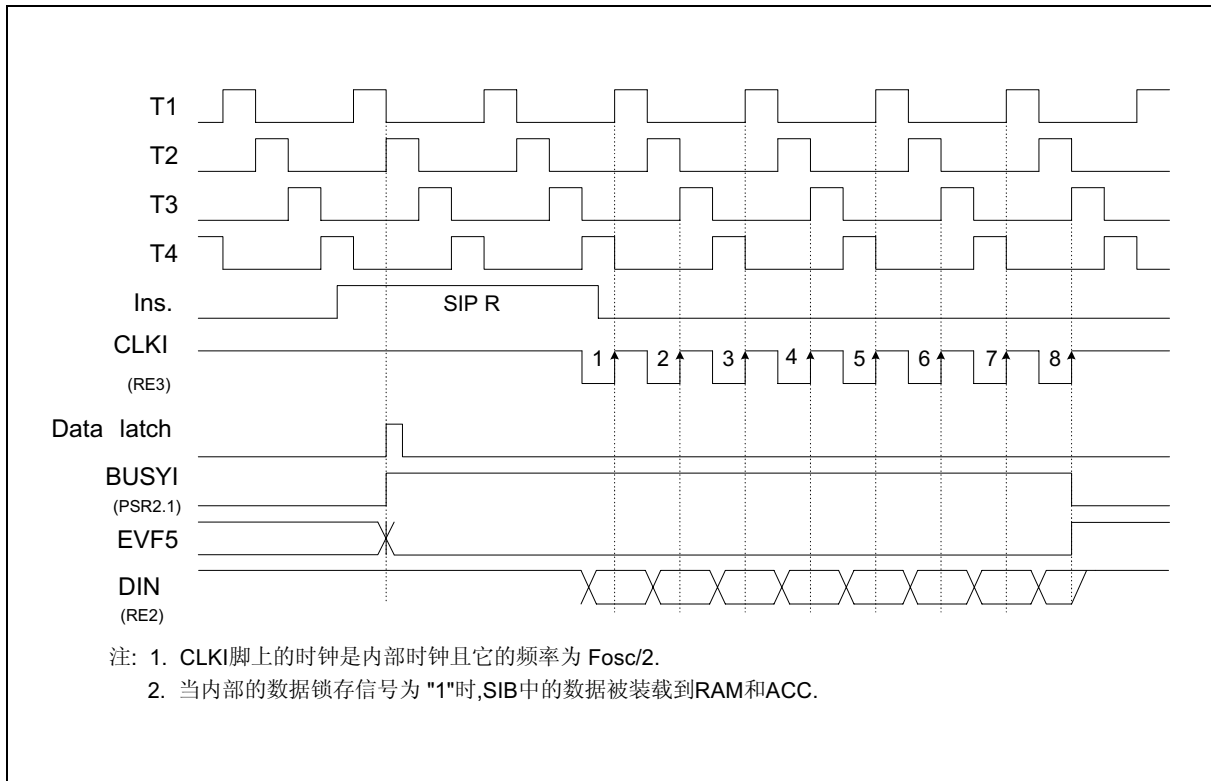 T1
T2
T3
T4
Ins.
SIP R
CLKI
(RE3)
1 2 3 4 5 6 7 8
Data latch
BUSYI
(PSR2.1)
EVF5
DIN
(RE2)
注: 1. CLKI脚上的时钟是内部时钟且它的频率为 Fosc/2.
2. 当内部的数据锁存信号为 "1"时,SIB中的数据被装载到RAM和ACC.